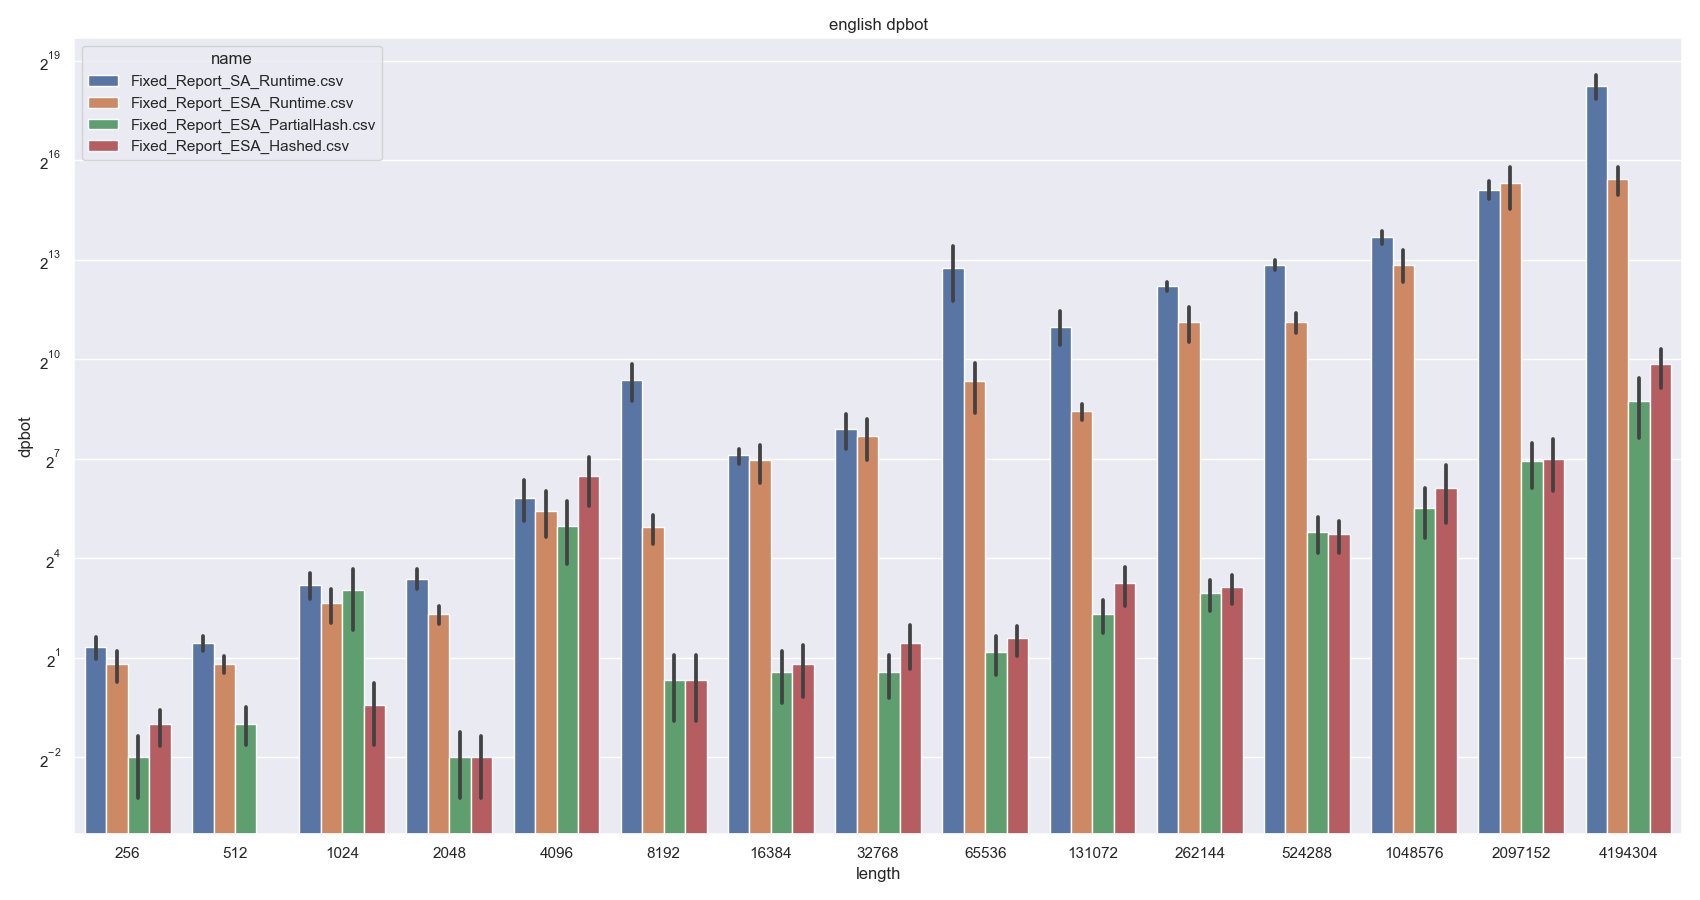 english dpbot
name
Fixed_Report_SA_Runtime.csv
Fixed_Report_ESA_Runtime.csv
Fixed_Report_ESA_PartialHash.csv
Fixed_Report_ESA_Hashed.csv
2^19
2^16
2^13
2^10
2^7
2^4
2^1
2^−2
dpbot
256 512 1024 2048 4096 8192 16384 32768 65536 131072 262144 524288 1048576 2097152 4194304
length